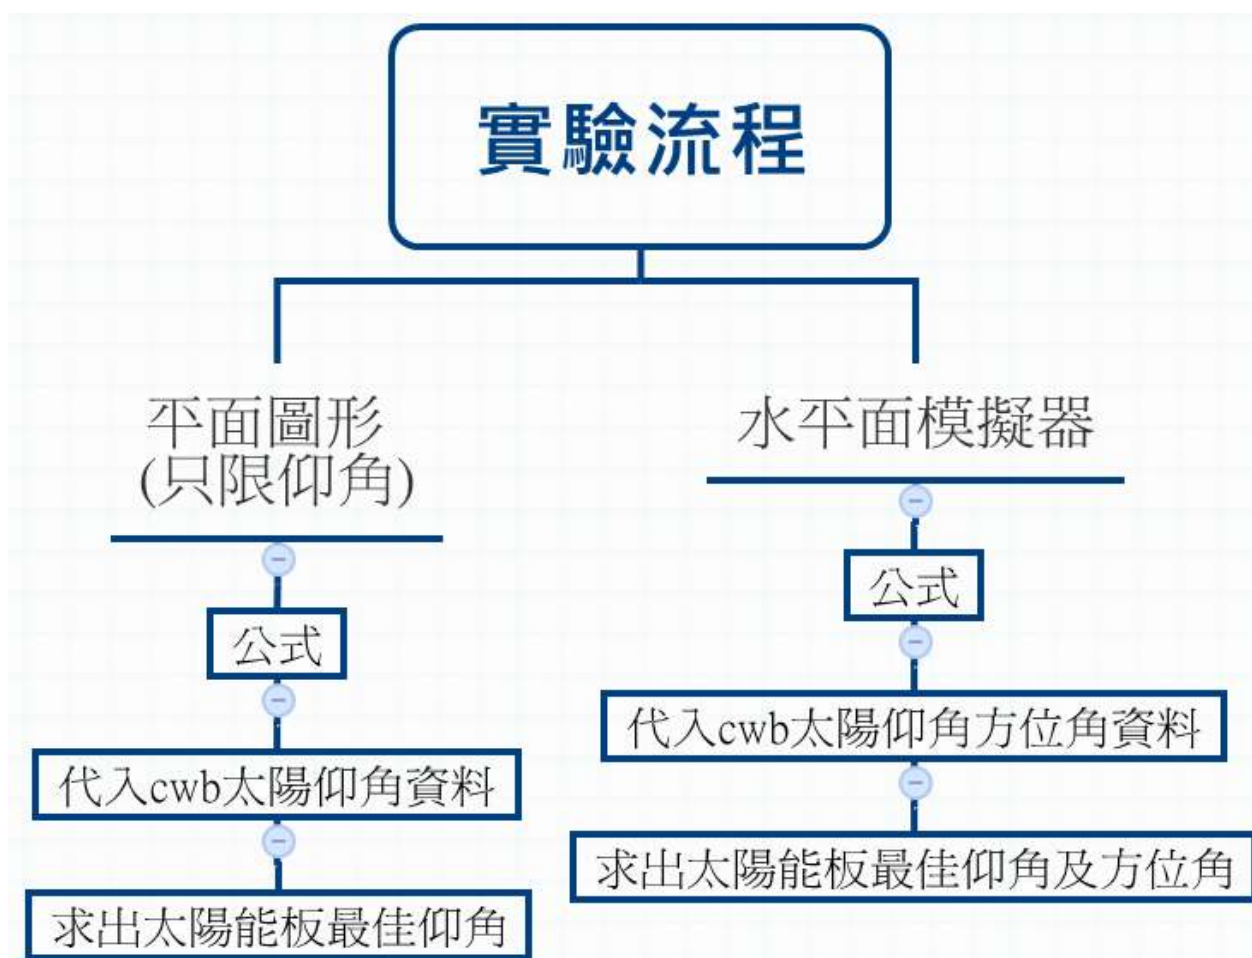 實驗流程
平面圖形
(只限仰角)
公式
代入cwb太陽仰角資料
求出太陽能板最佳仰角
水平面模擬器
公式
代入cwb太陽仰角方位角資料
求出太陽能板最佳仰角及方位角